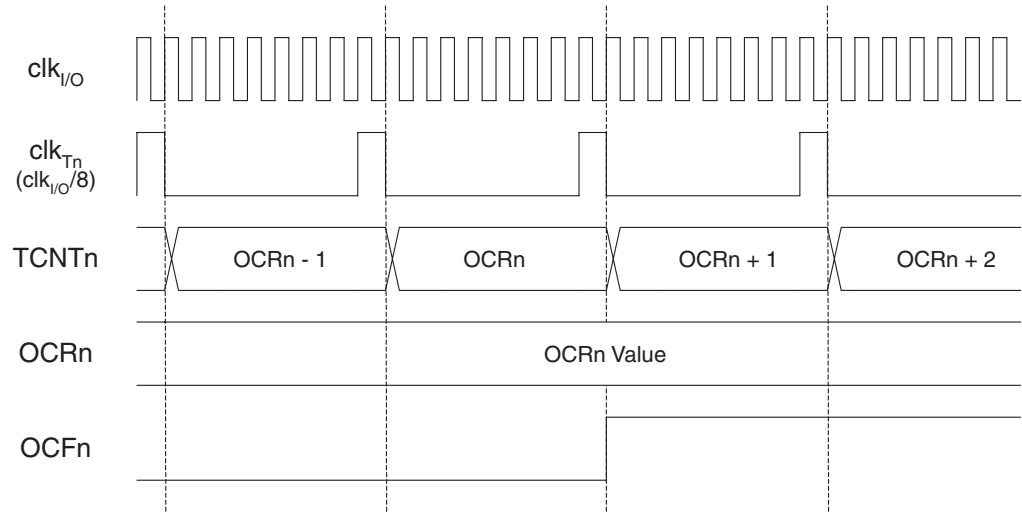 clkI/O
clkTn
(clkI/O/8)
TCNTn
OCRn - 1
OCRn
OCRn + 1
OCRn + 2
OCRn
OCRn Value
OCFn